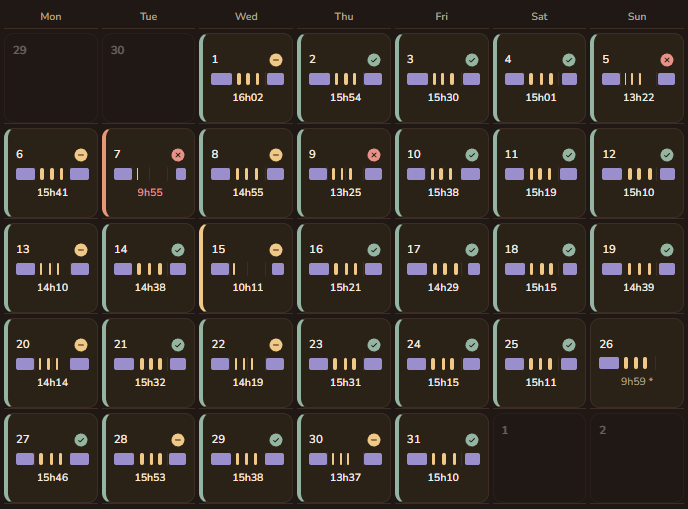 Mon Tue Wed Thu Fri Sat Sun
29 30 1 2 3 4 5
16h02 15h54 15h30 15h01 13h22
6 7 8 9 10 11 12
15h41 9h55 14h55 13h25 15h38 15h19 15h10
13 14 15 16 17 18 19
14h10 14h38 10h11 15h21 14h29 15h15 14h39
20 21 22 23 24 25 26
14h14 15h32 14h19 15h31 15h15 15h11 9h59 *
27 28 29 30 31 1 2
15h46 15h53 15h38 13h37 15h10